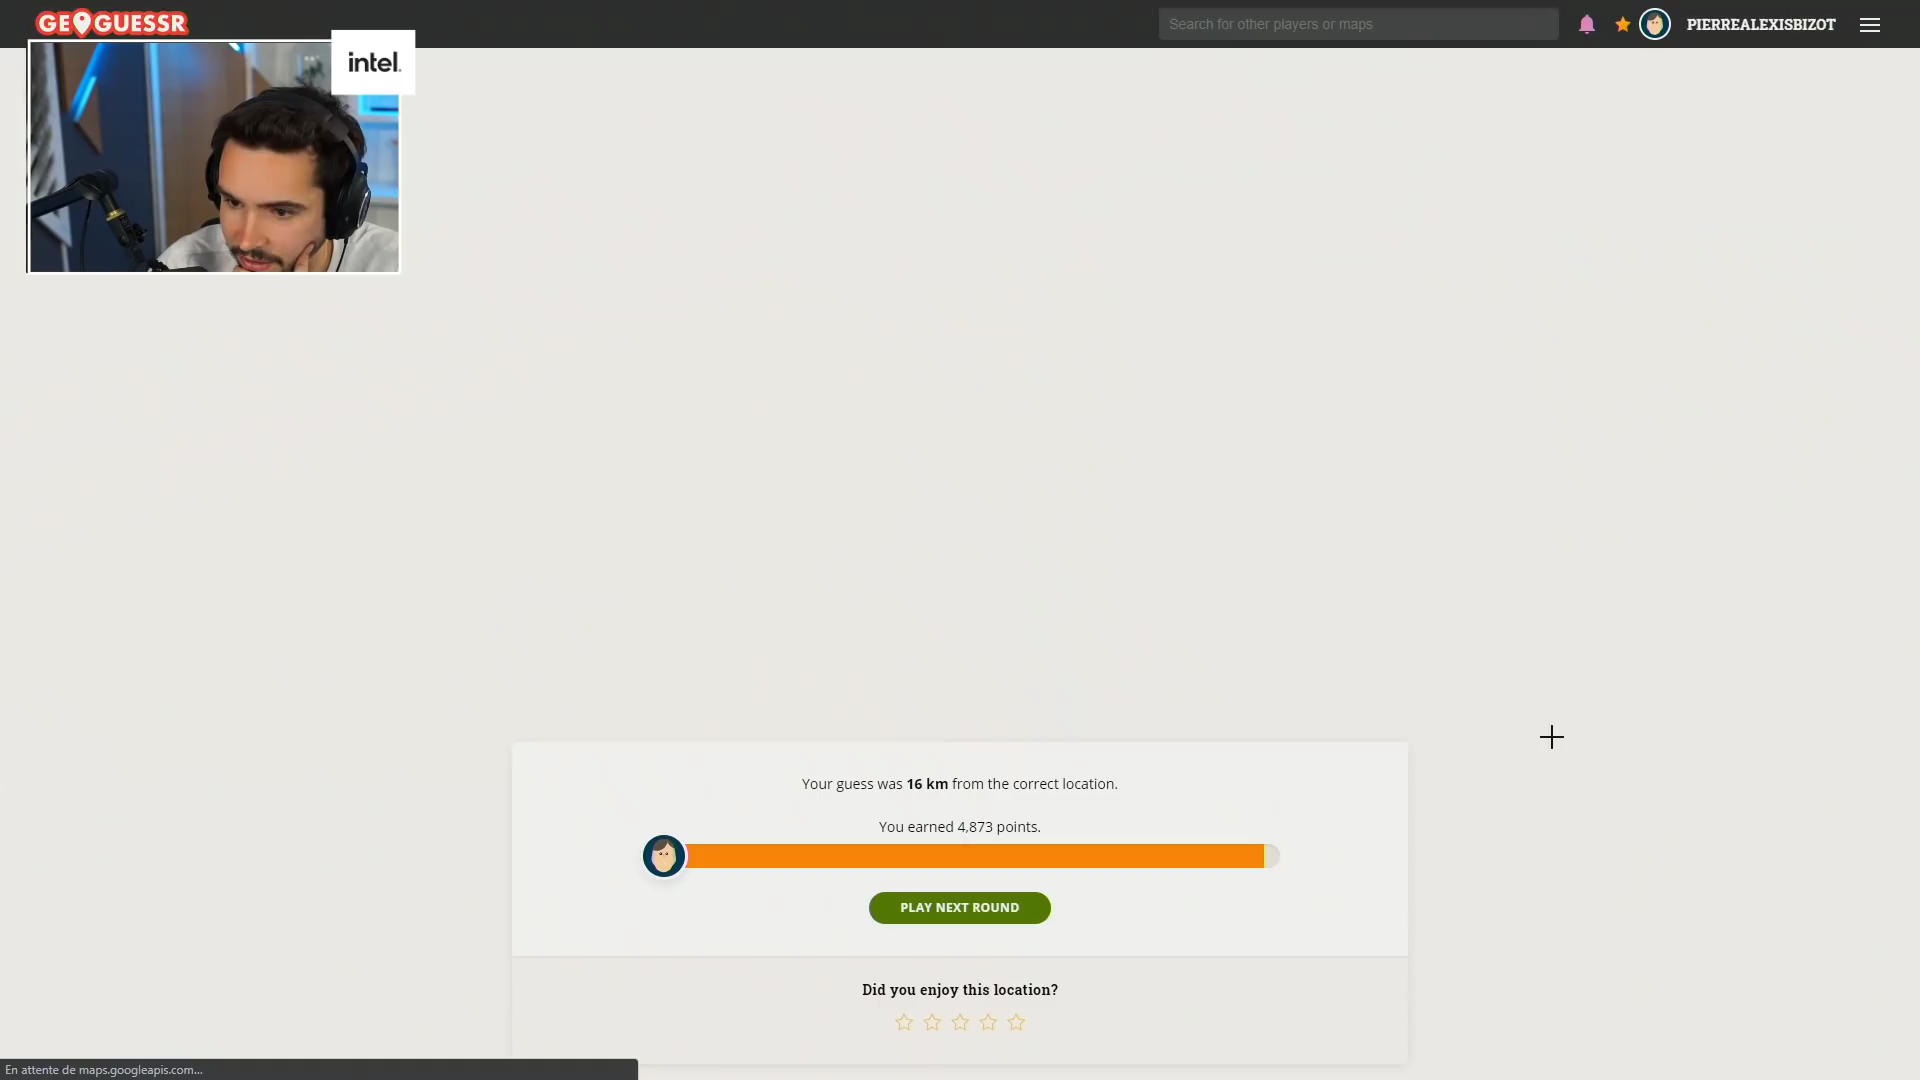 GEOGUESSR
Search for other players or maps
PIERREALEXISBIZOT
intel.
Your guess was 16 km from the correct location.
You earned 4,873 points.
PLAY NEXT ROUND
Did you enjoy this location?
En attente de maps.googleapis.com...